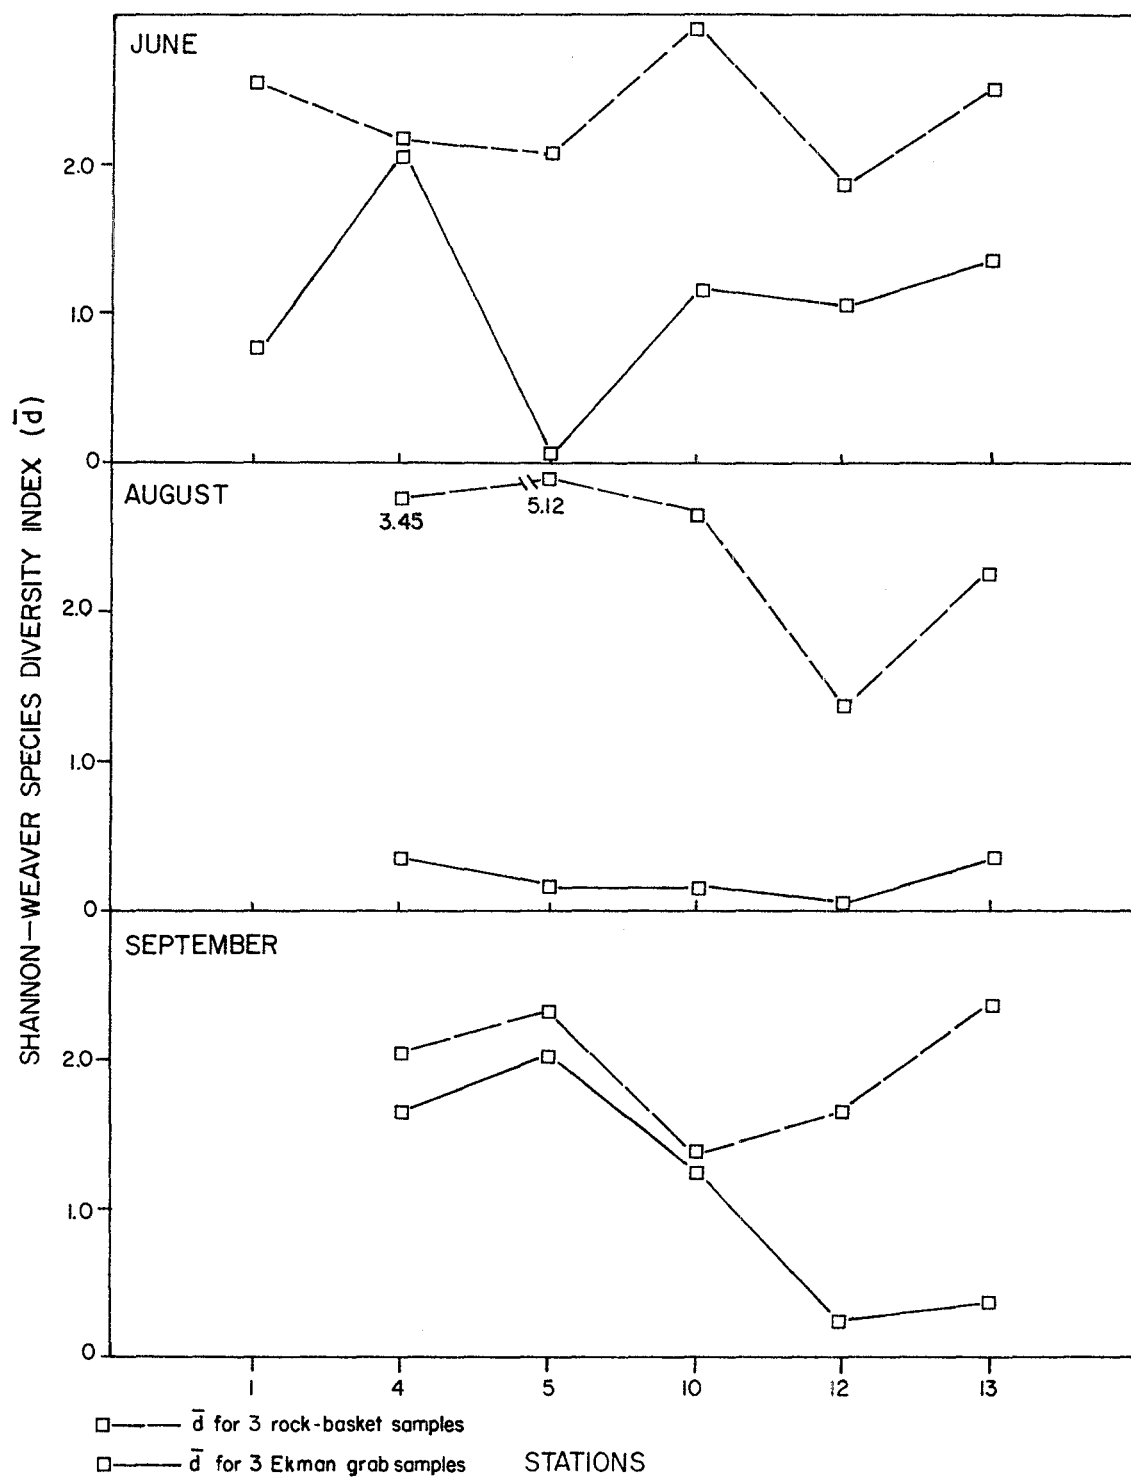 SHANNON—WEAVER SPECIES DIVERSITY INDEX (d̅)
JUNE
2.0
1.0
0
AUGUST
3.45
5.12
2.0
1.0
0
SEPTEMBER
2.0
1.0
0
1 4 5 10 12 13
d̅ for 3 rock-basket samples
d̅ for 3 Ekman grab samples
STATIONS